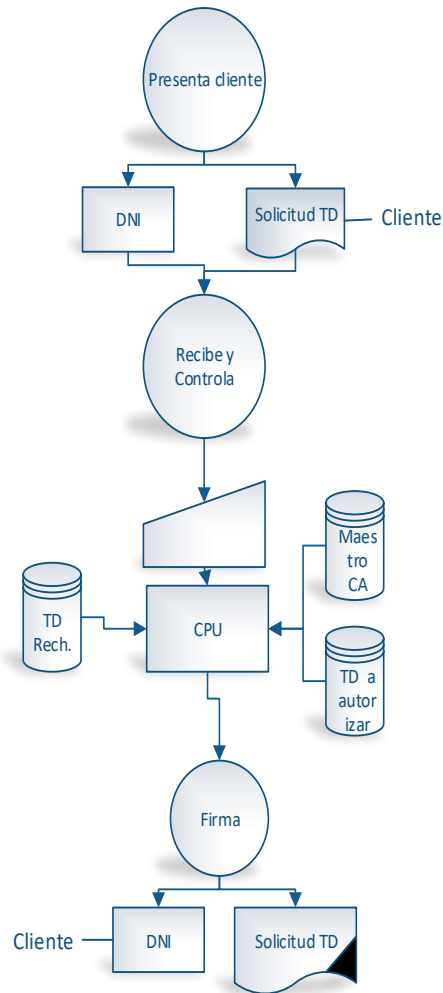 Presenta cliente
DNI
Solicitud TD
Cliente
Recibe y
Controla
Maes
tro
CA
TD
Rech.
CPU
TD a
autor
izar
Firma
Cliente
DNI
Solicitud TD